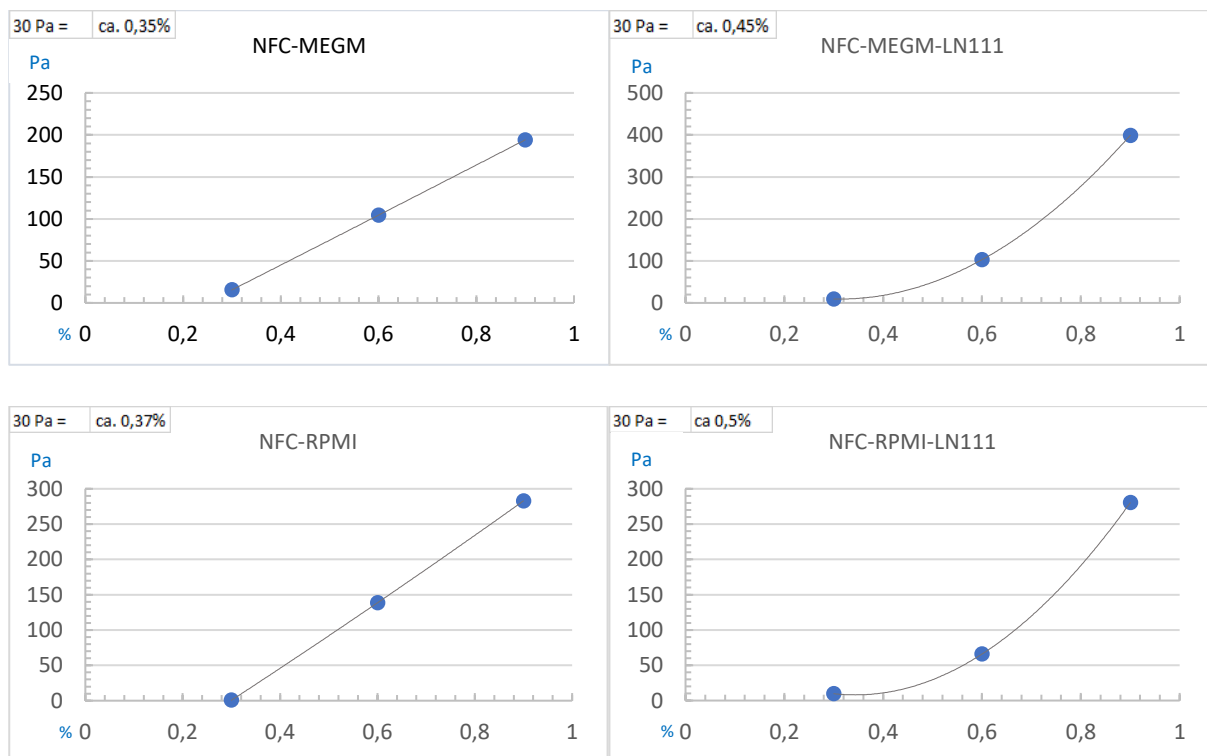 30 Pa = ca. 0,35%
NFC-MEGM
Pa
250
200
150
100
50
0
% 0 0,2 0,4 0,6 0,8 1
30 Pa = ca. 0,45%
NFC-MEGM-LN111
Pa
500
400
300
200
100
0
% 0 0,2 0,4 0,6 0,8 1
30 Pa = ca. 0,37%
NFC-RPMI
Pa
300
250
200
150
100
50
0
% 0 0,2 0,4 0,6 0,8 1
30 Pa = ca 0,5%
NFC-RPMI-LN111
Pa
300
250
200
150
100
50
0
% 0 0,2 0,4 0,6 0,8 1